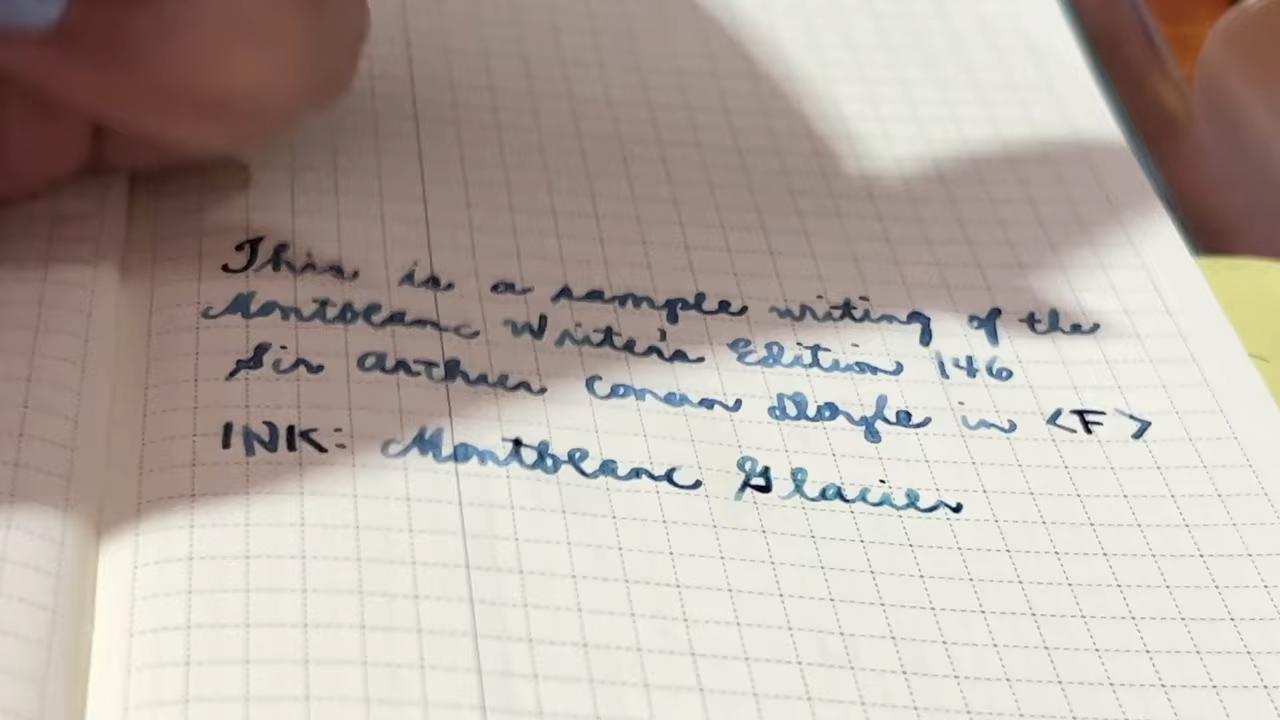 This is a sample writing of the
Montblanc Writer's Edition 146
Sir Arthur Conan Doyle in <F>
INK: Montblanc Glacier